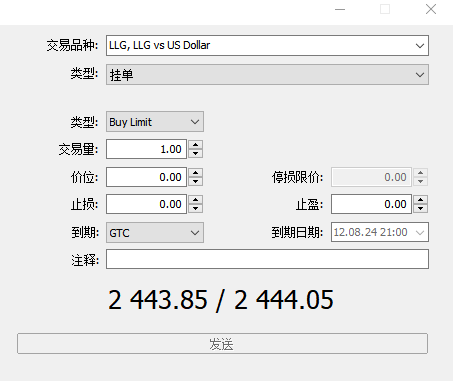 交易品种: LLG, LLG vs US Dollar
类型: 挂单
类型: Buy Limit
交易量: 1.00
价位: 0.00 停损限价: 0.00
止损: 0.00 止盈: 0.00
到期: GTC 到期日期: 12.08.24 21:00
注释:
2 443.85 / 2 444.05
发送